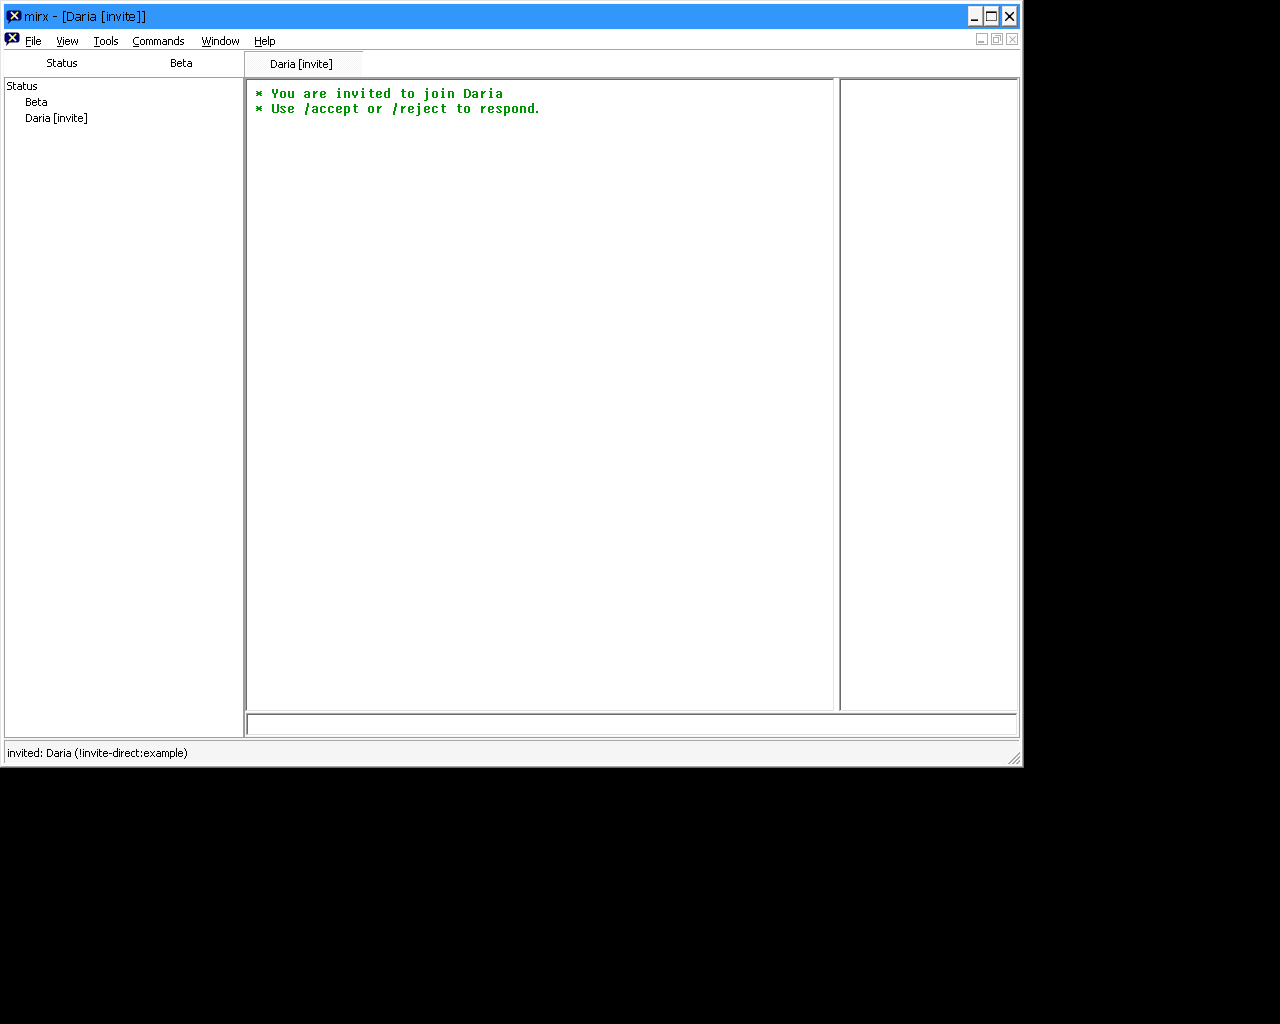 mirx - [Daria [invite]]
File View Tools Commands Window Help
Status Beta Daria [invite]
Status
Beta
Daria [invite]
* You are invited to join Daria
* Use /accept or /reject to respond.
invited: Daria (!invite-direct:example)